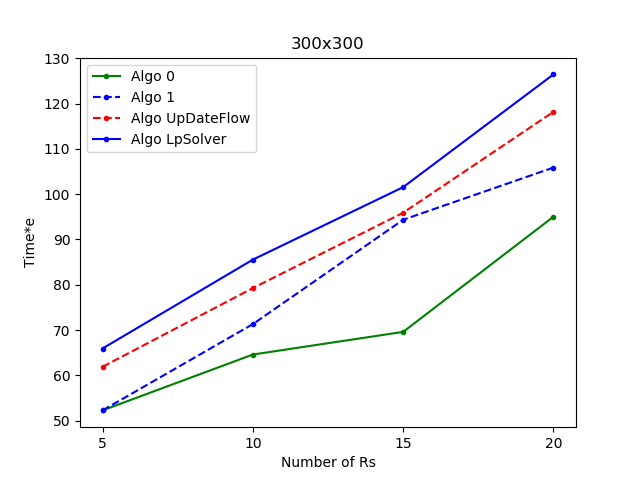 300x300
Algo 0
Algo 1
Algo UpDateFlow
Algo LpSolver
130
120
110
100
90
80
70
60
50
Time*e
5 10 15 20
Number of Rs